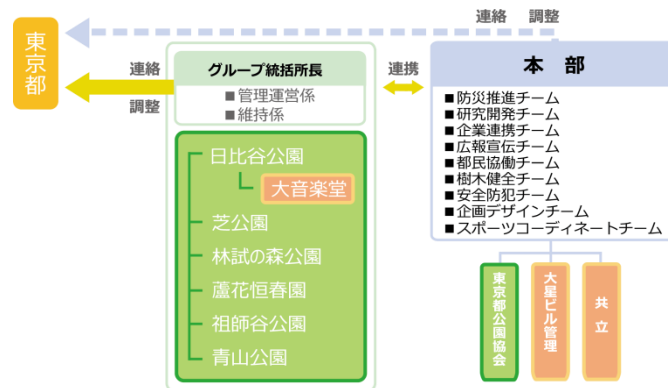 連絡 調整
東京都
連絡
調整
グループ統括所長
■管理運営係
■維持係
連携
本 部
■防災推進チーム
■研究開発チーム
■企業連携チーム
■広報宣伝チーム
■都民協働チーム
■樹木健全チーム
■安全防犯チーム
■企画デザインチーム
■スポーツコーディネートチーム
日比谷公園
大音楽堂
芝公園
林試の森公園
蘆花恒春園
祖師谷公園
青山公園
東京都公園協会
大星ビル管理
共立